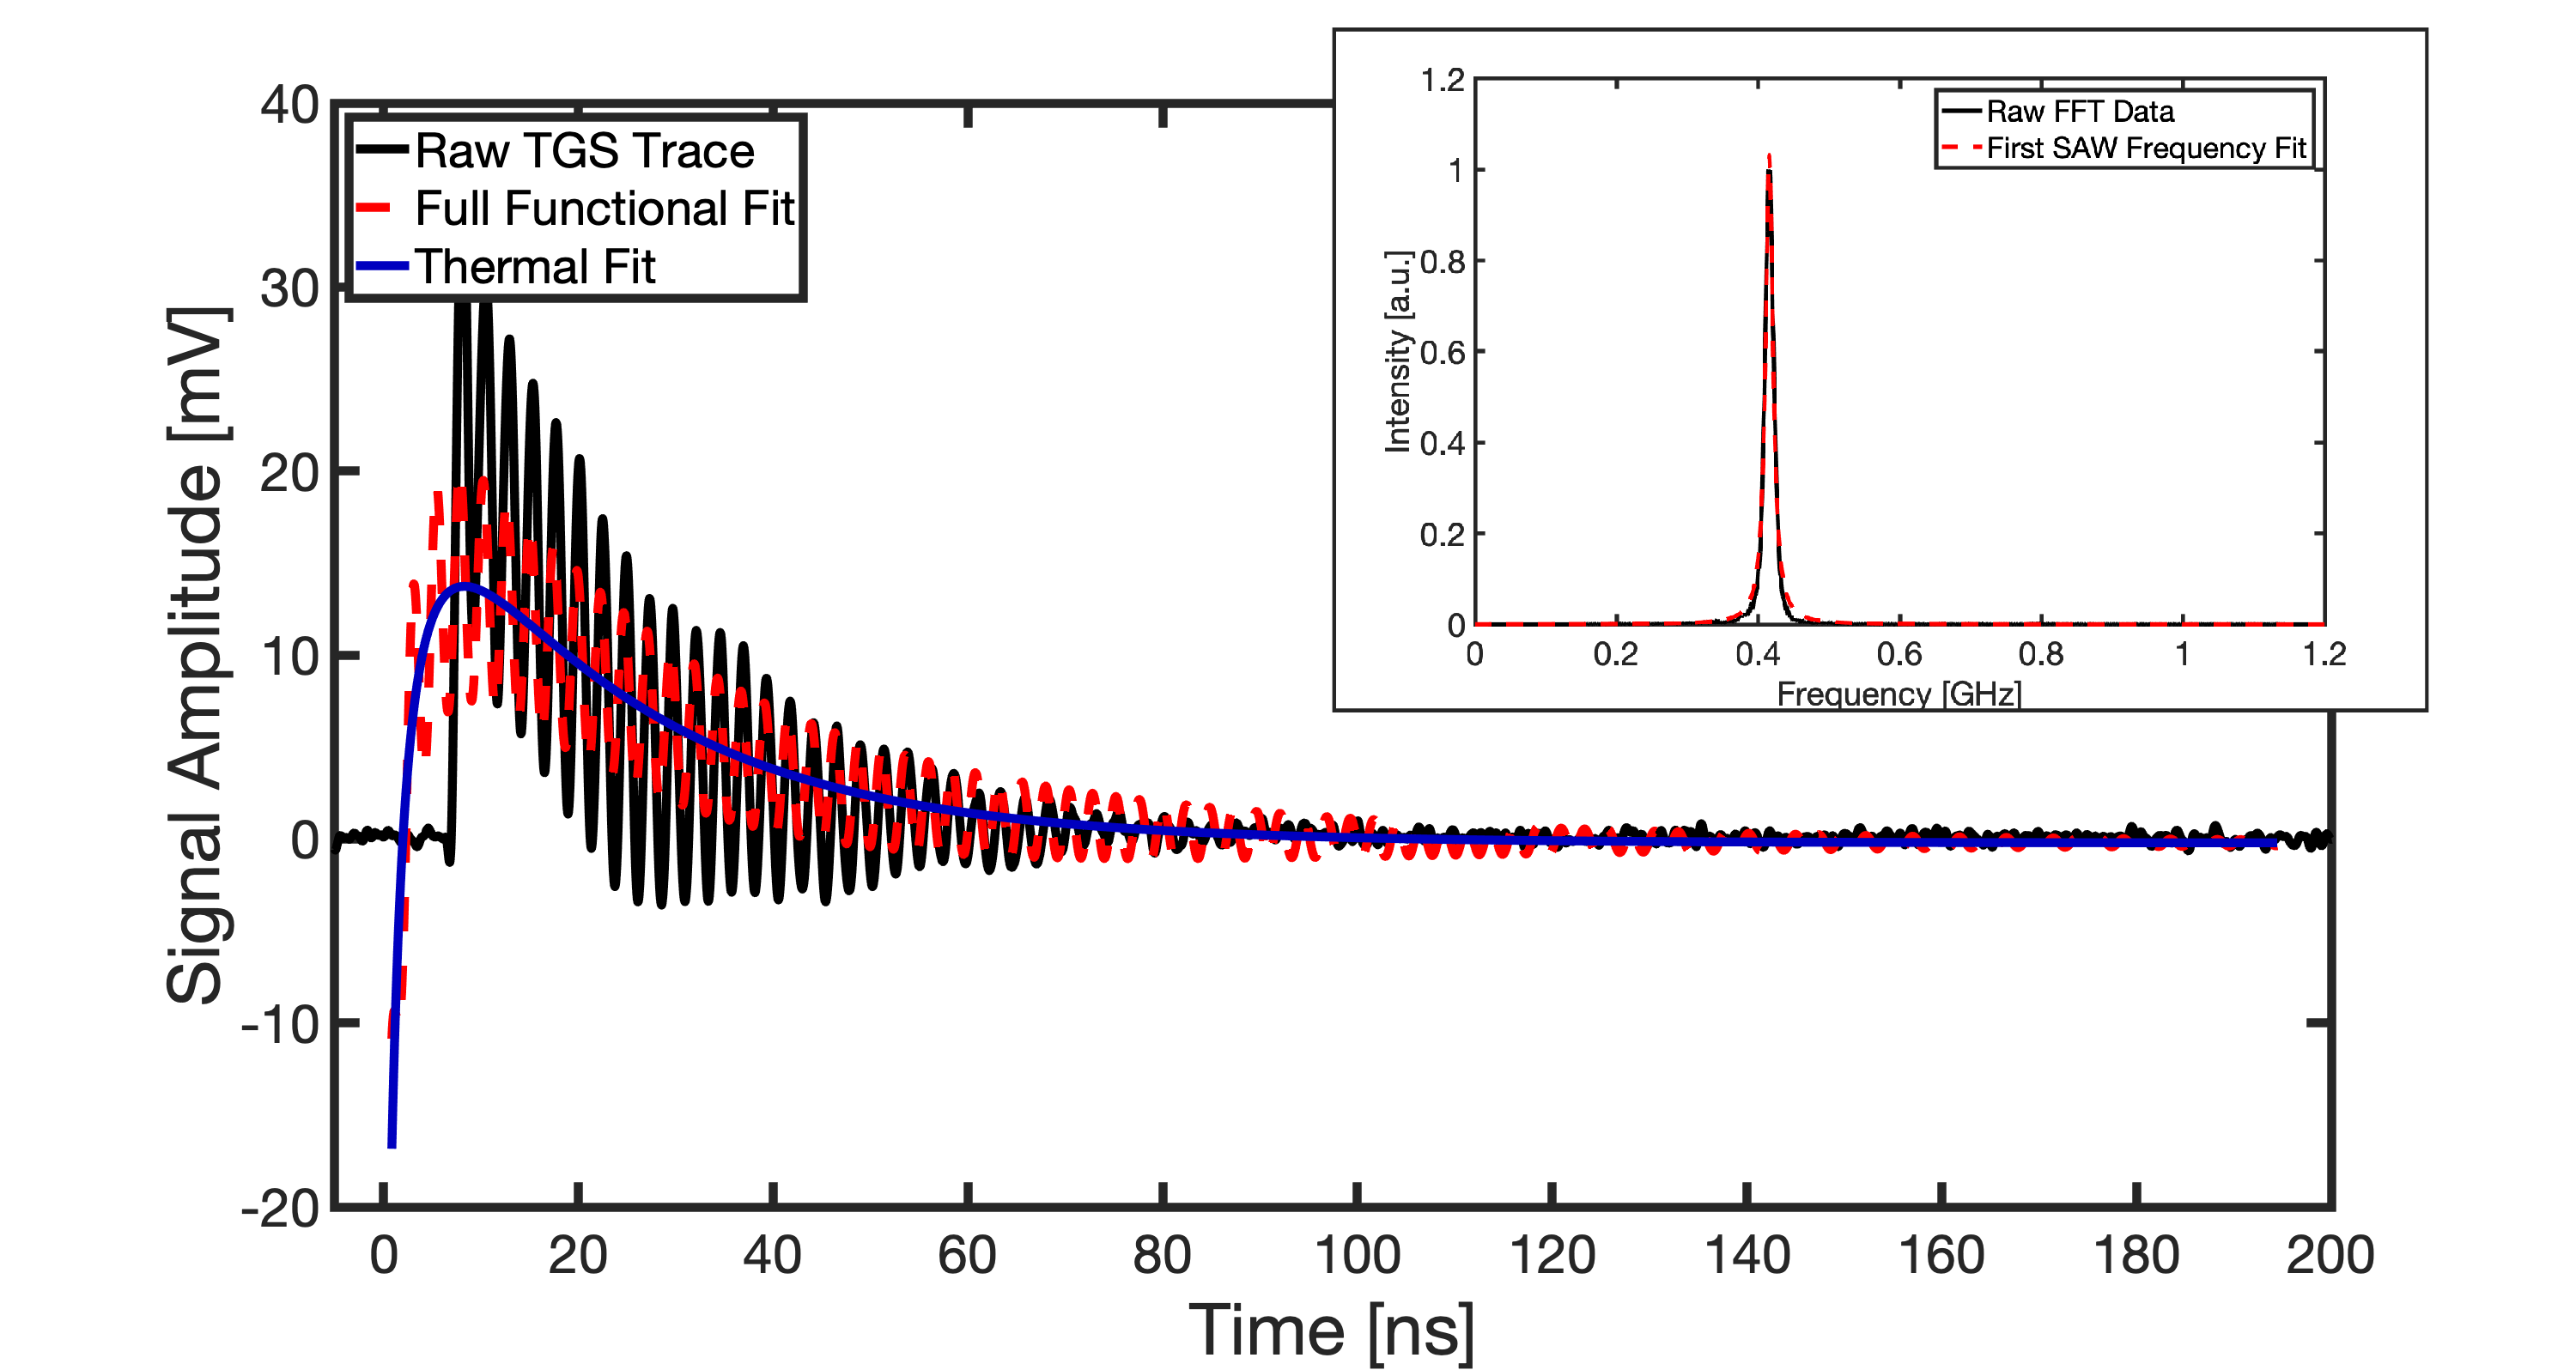 40
30
20
10
0
-10
-20
Signal Amplitude [mV]
Raw TGS Trace
Full Functional Fit
Thermal Fit
0 20 40 60 80 100 120 140 160 180 200
Time [ns]
1.2
1
0.8
0.6
0.4
0.2
0
Intensity [a.u.]
Raw FFT Data
First SAW Frequency Fit
0 0.2 0.4 0.6 0.8 1 1.2
Frequency [GHz]